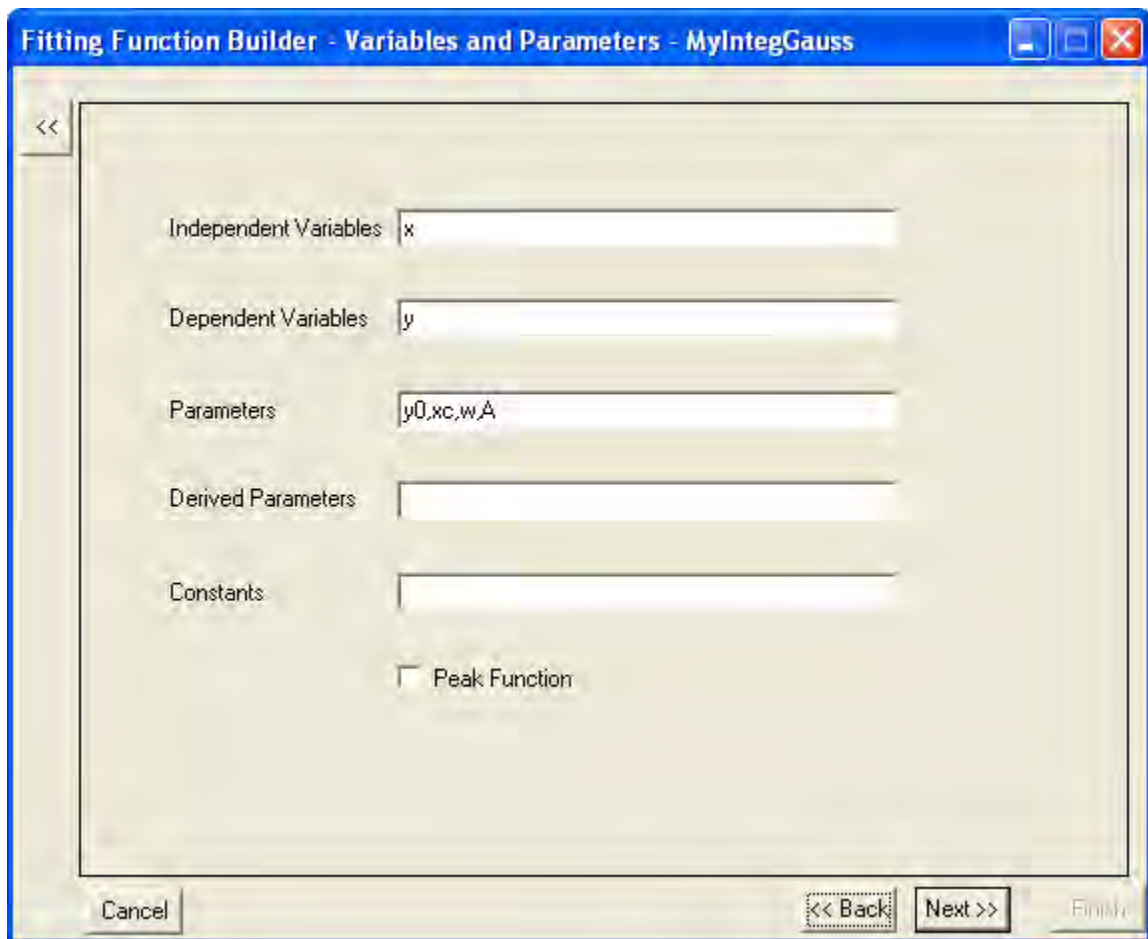 Fitting Function Builder - Variables and Parameters - MyIntegGauss
<<
Independent Variables x
Dependent Variables y
Parameters y0,xc,w,A
Derived Parameters
Constants
Peak Function
Cancel << Back Next >> Finish